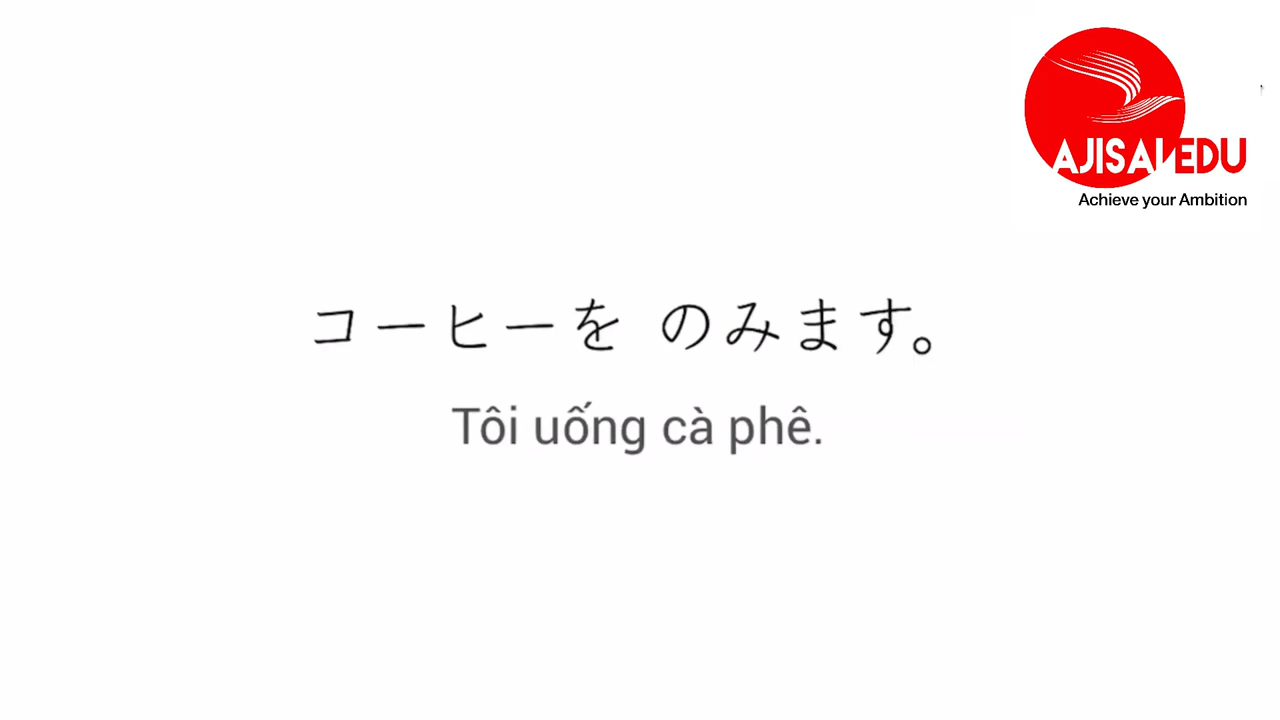 AJISAI EDU
Achieve your Ambition
コーヒーを のみます。
Tôi uống cà phê.